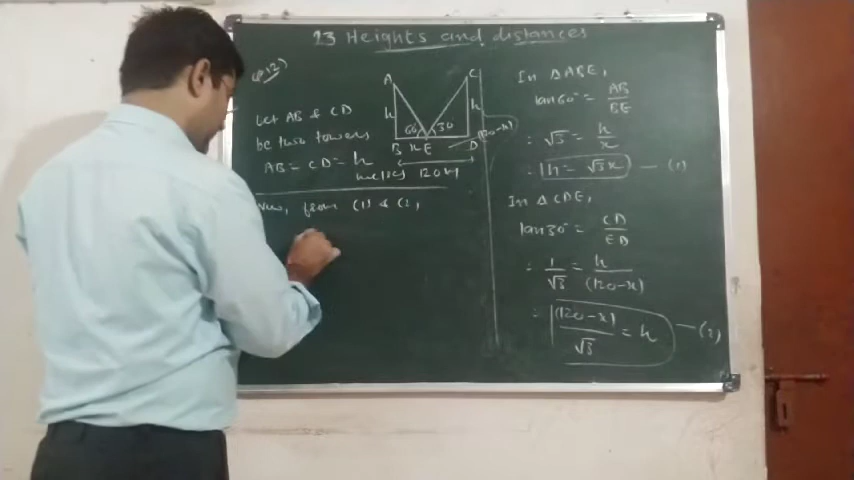 23 Heights and distances
Let AB & CD
be two towers
AB = CD = h
metres
A
C
h
h
60
30
B
x
E
D
(120-x)
120 M
Now, from (1) & (2),
In ΔABE,
tan60° = AB/BE
: √3 = h/x
: h = √3x — (1)
In ΔCDE,
tan30° = CD/ED
: 1/√3 = h/(120-x)
: (120-x)/√3 = h — (2)